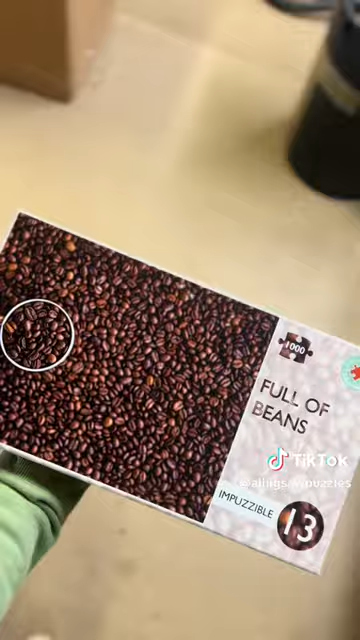 1000
FULL OF
BEANS
TikTok
IMPUZZIBLE
13